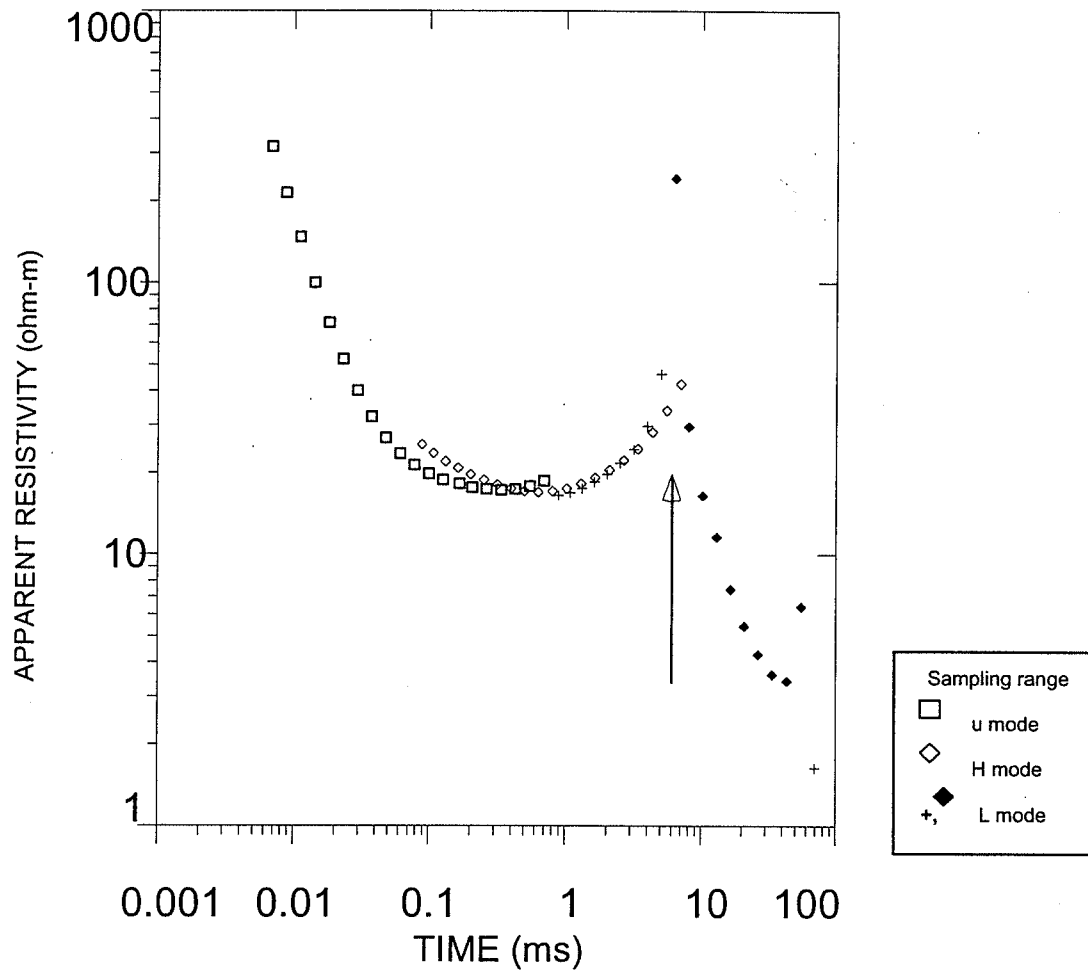 1000
100
10
1
APPARENT RESISTIVITY (ohm-m)
0.001 0.01 0.1 1 10 100
TIME (ms)
Sampling range
u mode
H mode
+, L mode